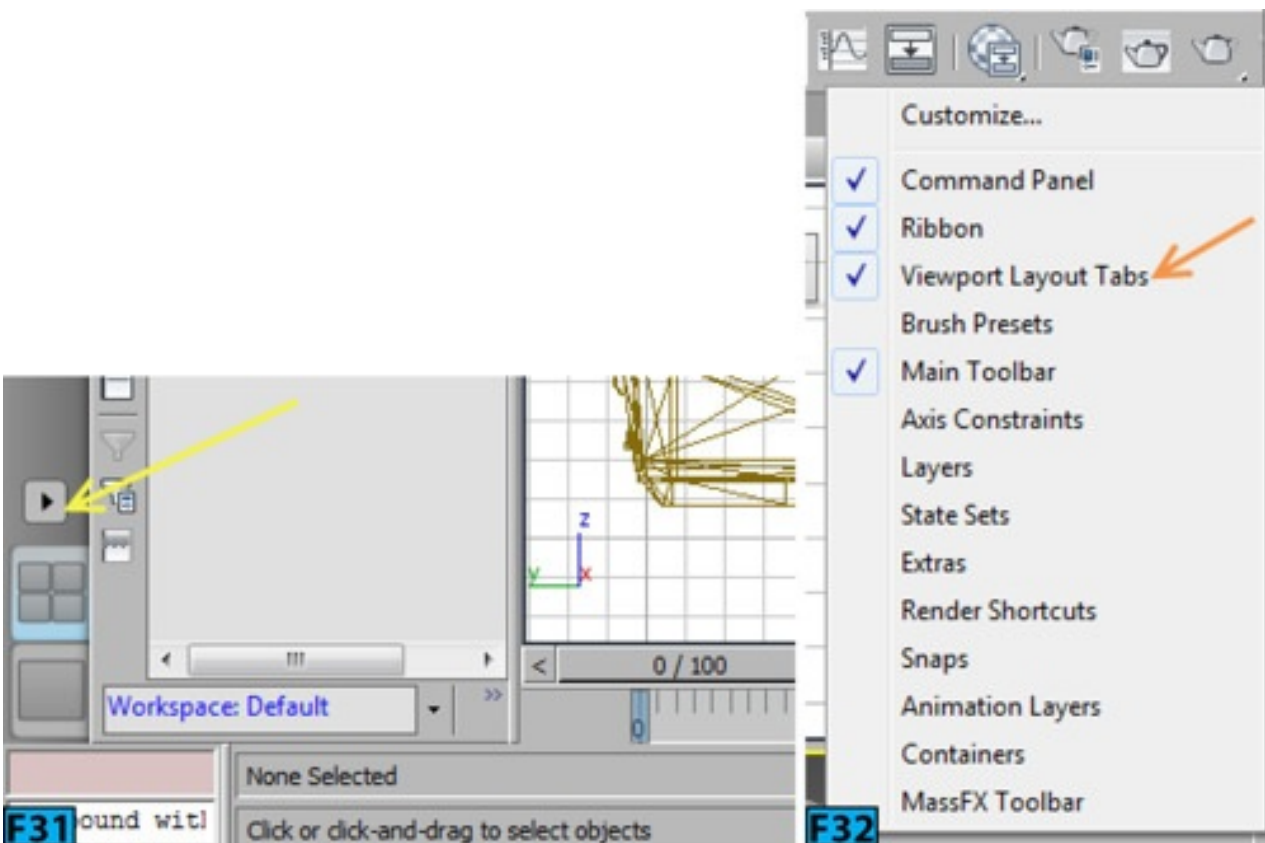 z
y
x
<
0 / 100
Workspace: Default
>>
0
None Selected
ound witl
Click or click-and-drag to select objects
F31
Customize...
Command Panel
Ribbon
Viewport Layout Tabs
Brush Presets
Main Toolbar
Axis Constraints
Layers
State Sets
Extras
Render Shortcuts
Snaps
Animation Layers
Containers
MassFX Toolbar
F32